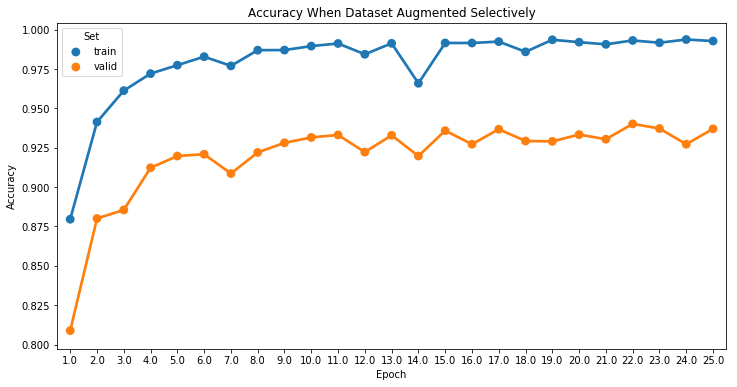 Accuracy When Dataset Augmented Selectively
Set
train
valid
1.000
0.975
0.950
0.925
0.900
0.875
0.850
0.825
0.800
Accuracy
1.0 2.0 3.0 4.0 5.0 6.0 7.0 8.0 9.0 10.0 11.0 12.0 13.0 14.0 15.0 16.0 17.0 18.0 19.0 20.0 21.0 22.0 23.0 24.0 25.0
Epoch